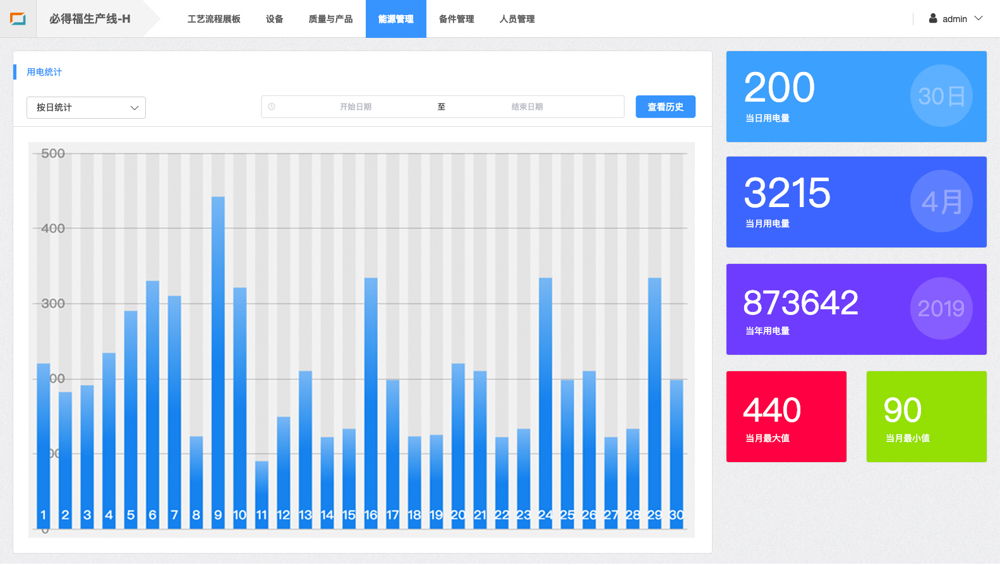 必得福生产线-H
工艺流程展板 设备 质量与产品 能源管理 备件管理 人员管理
admin
用电统计
按日统计
开始日期 至 结束日期
查看历史
500
400
300
00
00
0
1 2 3 4 5 6 7 8 9 10 11 12 13 14 15 16 17 18 19 20 21 22 23 24 25 26 27 28 29 30
200
当日用电量
30日
3215
当月用电量
4月
873642
当年用电量
2019
440
当月最大值
90
当月最小值